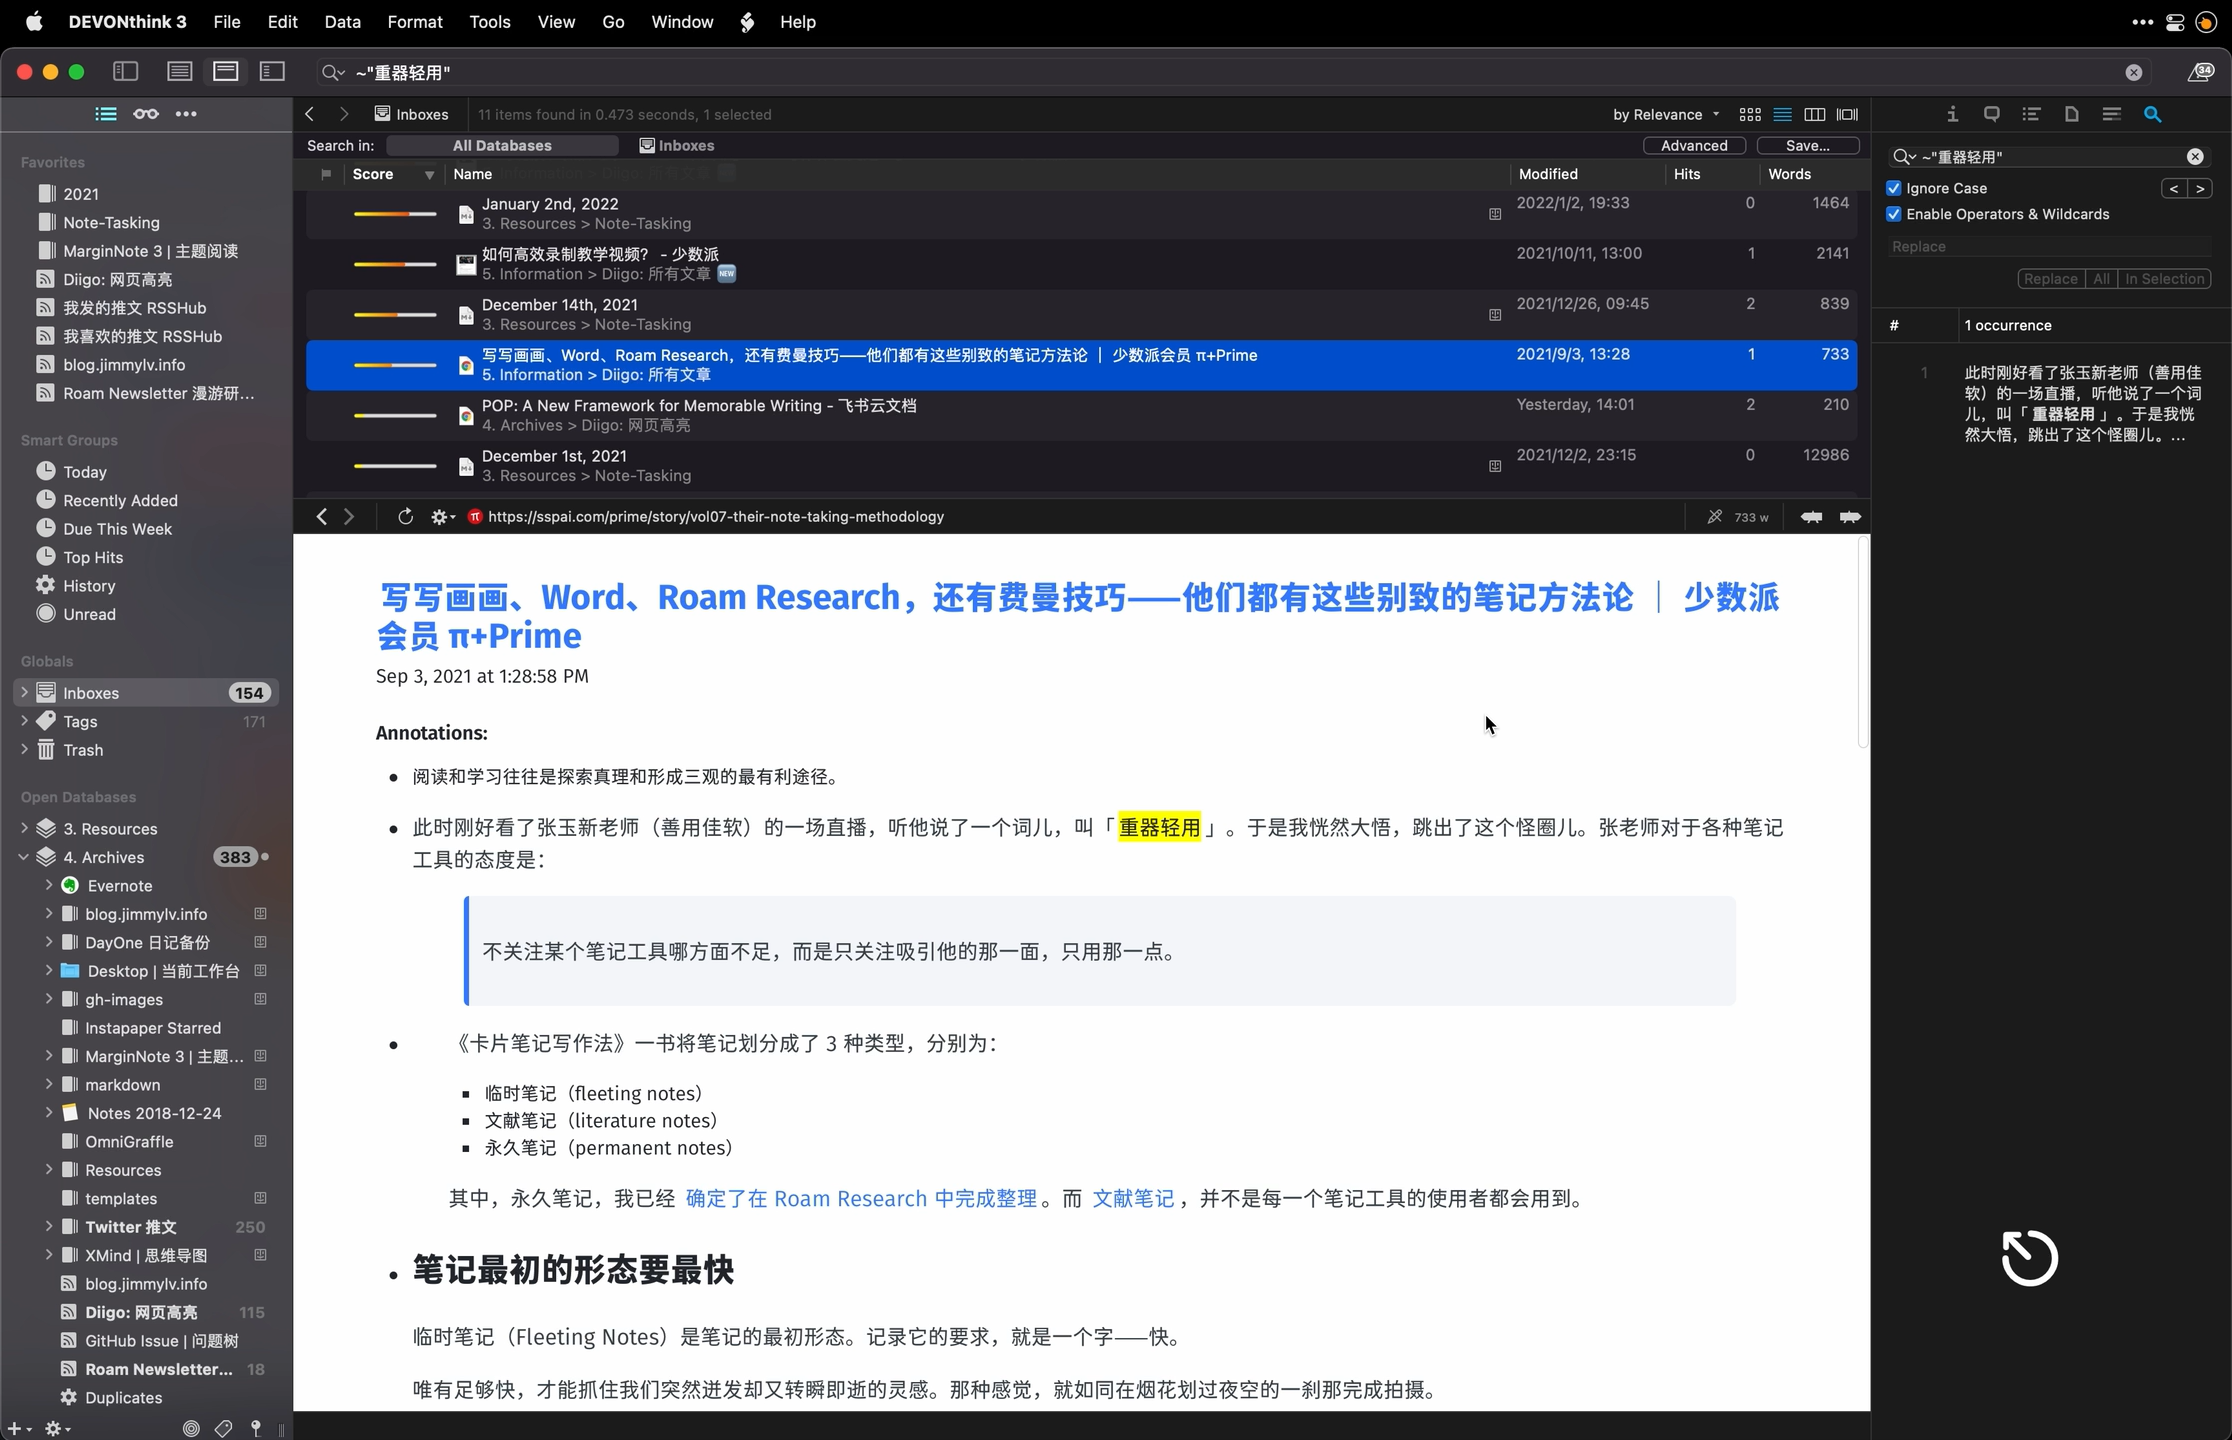 DEVONthink 3 File Edit Data Format Tools View Go Window Help
~"重器轻用"
34
Inboxes 11 items found in 0.473 seconds, 1 selected by Relevance
Search in: All Databases Inboxes Advanced Save...
Score Name Modified Hits Words
January 2nd, 2022 2022/1/2, 19:33 0 1464
3. Resources > Note-Tasking
如何高效录制教学视频? - 少数派 2021/10/11, 13:00 1 2141
5. Information > Diigo: 所有文章 NEW
December 14th, 2021 2021/12/26, 09:45 2 839
3. Resources > Note-Tasking
写写画画、Word、Roam Research，还有费曼技巧——他们都有这些别致的笔记方法论 | 少数派会员 π+Prime 2021/9/3, 13:28 1 733
5. Information > Diigo: 所有文章
POP: A New Framework for Memorable Writing - 飞书云文档 Yesterday, 14:01 2 210
4. Archives > Diigo: 网页高亮
December 1st, 2021 2021/12/2, 23:15 0 12986
3. Resources > Note-Tasking
Favorites
2021
Note-Tasking
MarginNote 3 | 主题阅读
Diigo: 网页高亮
我发的推文 RSSHub
我喜欢的推文 RSSHub
blog.jimmylv.info
Roam Newsletter 漫游研...
Smart Groups
Today
Recently Added
Due This Week
Top Hits
History
Unread
Globals
Inboxes 154
Tags 171
Trash
Open Databases
3. Resources
4. Archives 383
Evernote
blog.jimmylv.info
DayOne 日记备份
Desktop | 当前工作台
gh-images
Instapaper Starred
MarginNote 3 | 主题...
markdown
Notes 2018-12-24
OmniGraffle
Resources
templates
Twitter 推文 250
XMind | 思维导图
blog.jimmylv.info
Diigo: 网页高亮 115
GitHub Issue | 问题树
Roam Newsletter... 18
Duplicates
https://sspai.com/prime/story/vol07-their-note-taking-methodology 733 w
写写画画、Word、Roam Research，还有费曼技巧——他们都有这些别致的笔记方法论 | 少数派
会员 π+Prime
Sep 3, 2021 at 1:28:58 PM
Annotations:
• 阅读和学习往往是探索真理和形成三观的最有利途径。
• 此时刚好看了张玉新老师（善用佳软）的一场直播，听他说了一个词儿，叫「重器轻用」。于是我恍然大悟，跳出了这个怪圈儿。张老师对于各种笔记
工具的态度是：
不关注某个笔记工具哪方面不足，而是只关注吸引他的那一面，只用那一点。
• 《卡片笔记写作法》一书将笔记划分成了 3 种类型，分别为：
▪ 临时笔记（fleeting notes）
▪ 文献笔记（literature notes）
▪ 永久笔记（permanent notes）
其中，永久笔记，我已经 确定了在 Roam Research 中完成整理。而 文献笔记，并不是每一个笔记工具的使用者都会用到。
• 笔记最初的形态要最快
临时笔记（Fleeting Notes）是笔记的最初形态。记录它的要求，就是一个字——快。
唯有足够快，才能抓住我们突然迸发却又转瞬即逝的灵感。那种感觉，就如同在烟花划过夜空的一刹那完成拍摄。
~"重器轻用"
Ignore Case < >
Enable Operators & Wildcards
Replace
Replace All In Selection
# 1 occurrence
1 此时刚好看了张玉新老师（善用佳
软）的一场直播，听他说了一个词
儿，叫「重器轻用」。于是我恍
然大悟，跳出了这个怪圈儿。...